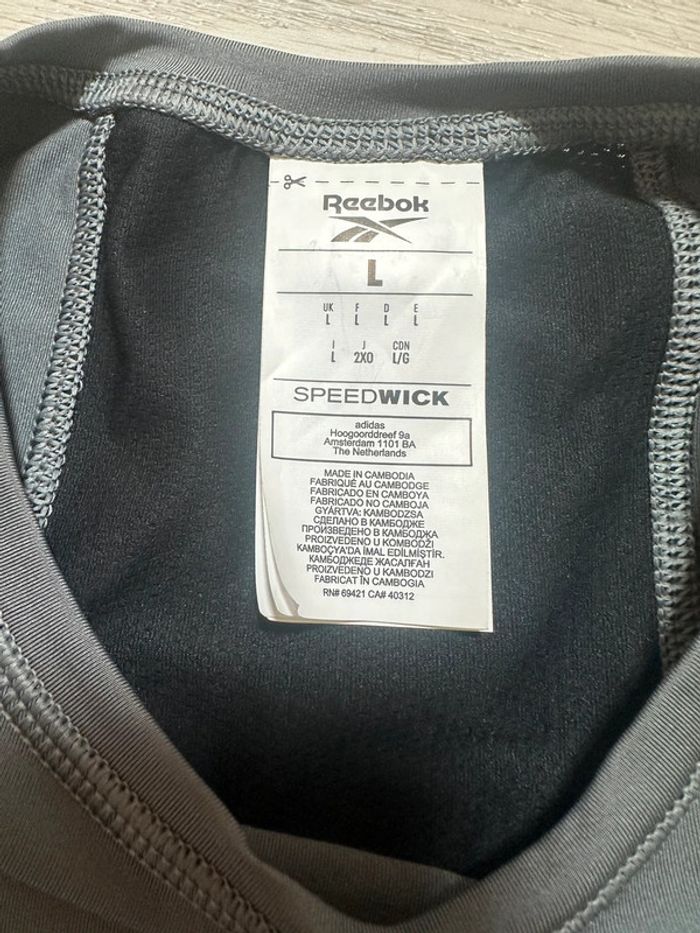 Reebok
L
UK F D E
L L L L
I J CDN
L 2XO L/G
SPEEDWICK
adidas
Hoogoorddreef 9a
Amsterdam 1101 BA
The Netherlands
MADE IN CAMBODIA
FABRIQUÉ AU CAMBODGE
FABRICADO EN CAMBOYA
FABRICADO NO CAMBOJA
GYÁRTVA: KAMBODZSA
СДЕЛАНО В КАМБОДЖЕ
ПРОИЗВЕДЕНО В КАМБОДЖА
PROIZVEDENO U KOMBODŽI
KAMBOÇYA'DA İMAL EDİLMİŞTİR.
КАМБОДЖЕДЕ ЖАСАЛҒАН
PROIZVEDENO U KAMBODZI
FABRICAT ÎN CAMBOGIA
RN# 69421 CA# 40312